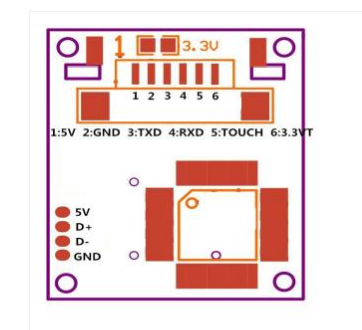 1 3.3V
1 2 3 4 5 6
1:5V 2:GND 3:TXD 4:RXD 5:TOUCH 6:3.3VT
5V
D+
D-
GND